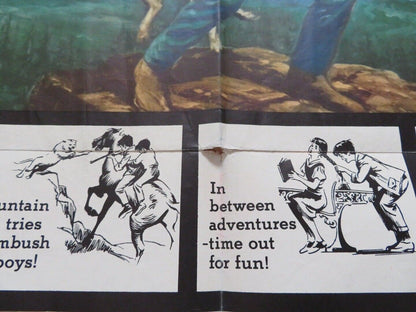 untain
tries
mbush
boys!
In
between
adventures
-time out
for fun!